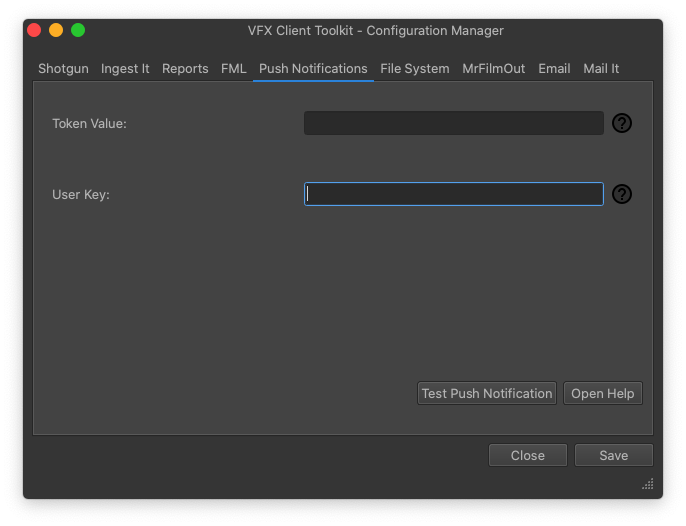 VFX Client Toolkit - Configuration Manager
Shotgun Ingest It Reports FML Push Notifications File System MrFilmOut Email Mail It
Token Value: ?
User Key: ?
Test Push Notification Open Help
Close Save